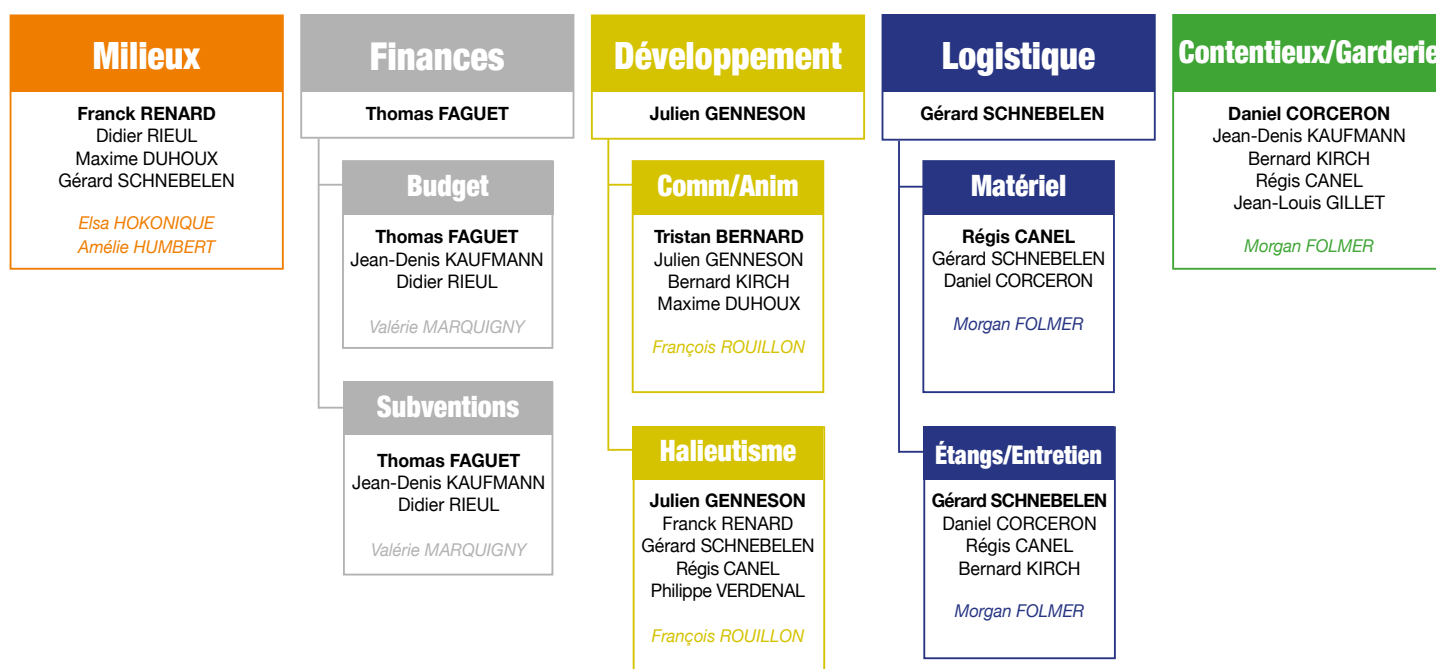 Milieux
Franck RENARD
Didier RIEUL
Maxime DUHOUX
Gérard SCHNEBELEN
Elsa HOKONIQUE
Amélie HUMBERT
Finances
Thomas FAGUET
Budget
Thomas FAGUET
Jean-Denis KAUFMANN
Didier RIEUL
Valérie MARQUIGNY
Subventions
Thomas FAGUET
Jean-Denis KAUFMANN
Didier RIEUL
Valérie MARQUIGNY
Développement
Julien GENNESON
Comm/Anim
Tristan BERNARD
Julien GENNESON
Bernard KIRCH
Maxime DUHOUX
François ROUILLON
Halieutisme
Julien GENNESON
Franck RENARD
Gérard SCHNEBELEN
Régis CANEL
Philippe VERDENAL
François ROUILLON
Logistique
Gérard SCHNEBELEN
Matériel
Régis CANEL
Gérard SCHNEBELEN
Daniel CORCERON
Morgan FOLMER
Étangs/Entretien
Gérard SCHNEBELEN
Daniel CORCERON
Régis CANEL
Bernard KIRCH
Morgan FOLMER
Contentieux/Garderie
Daniel CORCERON
Jean-Denis KAUFMANN
Bernard KIRCH
Régis CANEL
Jean-Louis GILLET
Morgan FOLMER